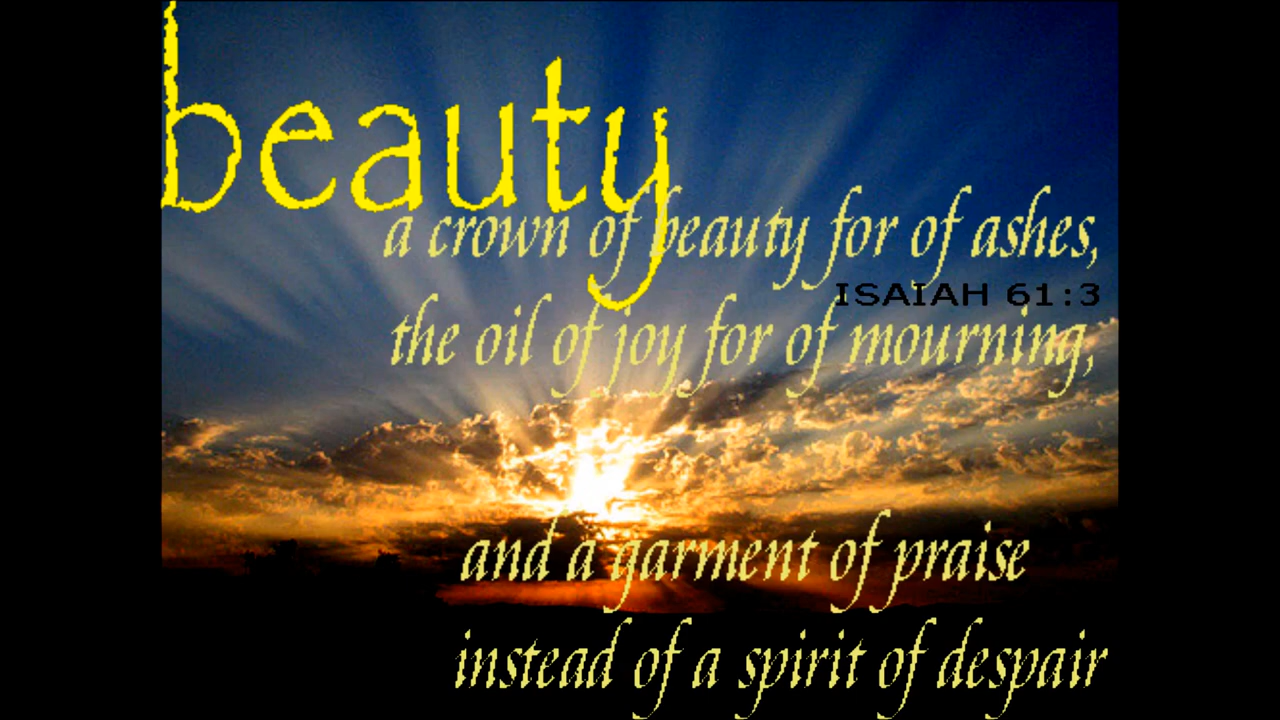 beauty
a crown of beauty for of ashes,
ISAIAH 61:3
the oil of joy for of mourning,
and a garment of praise
instead of a spirit of despair